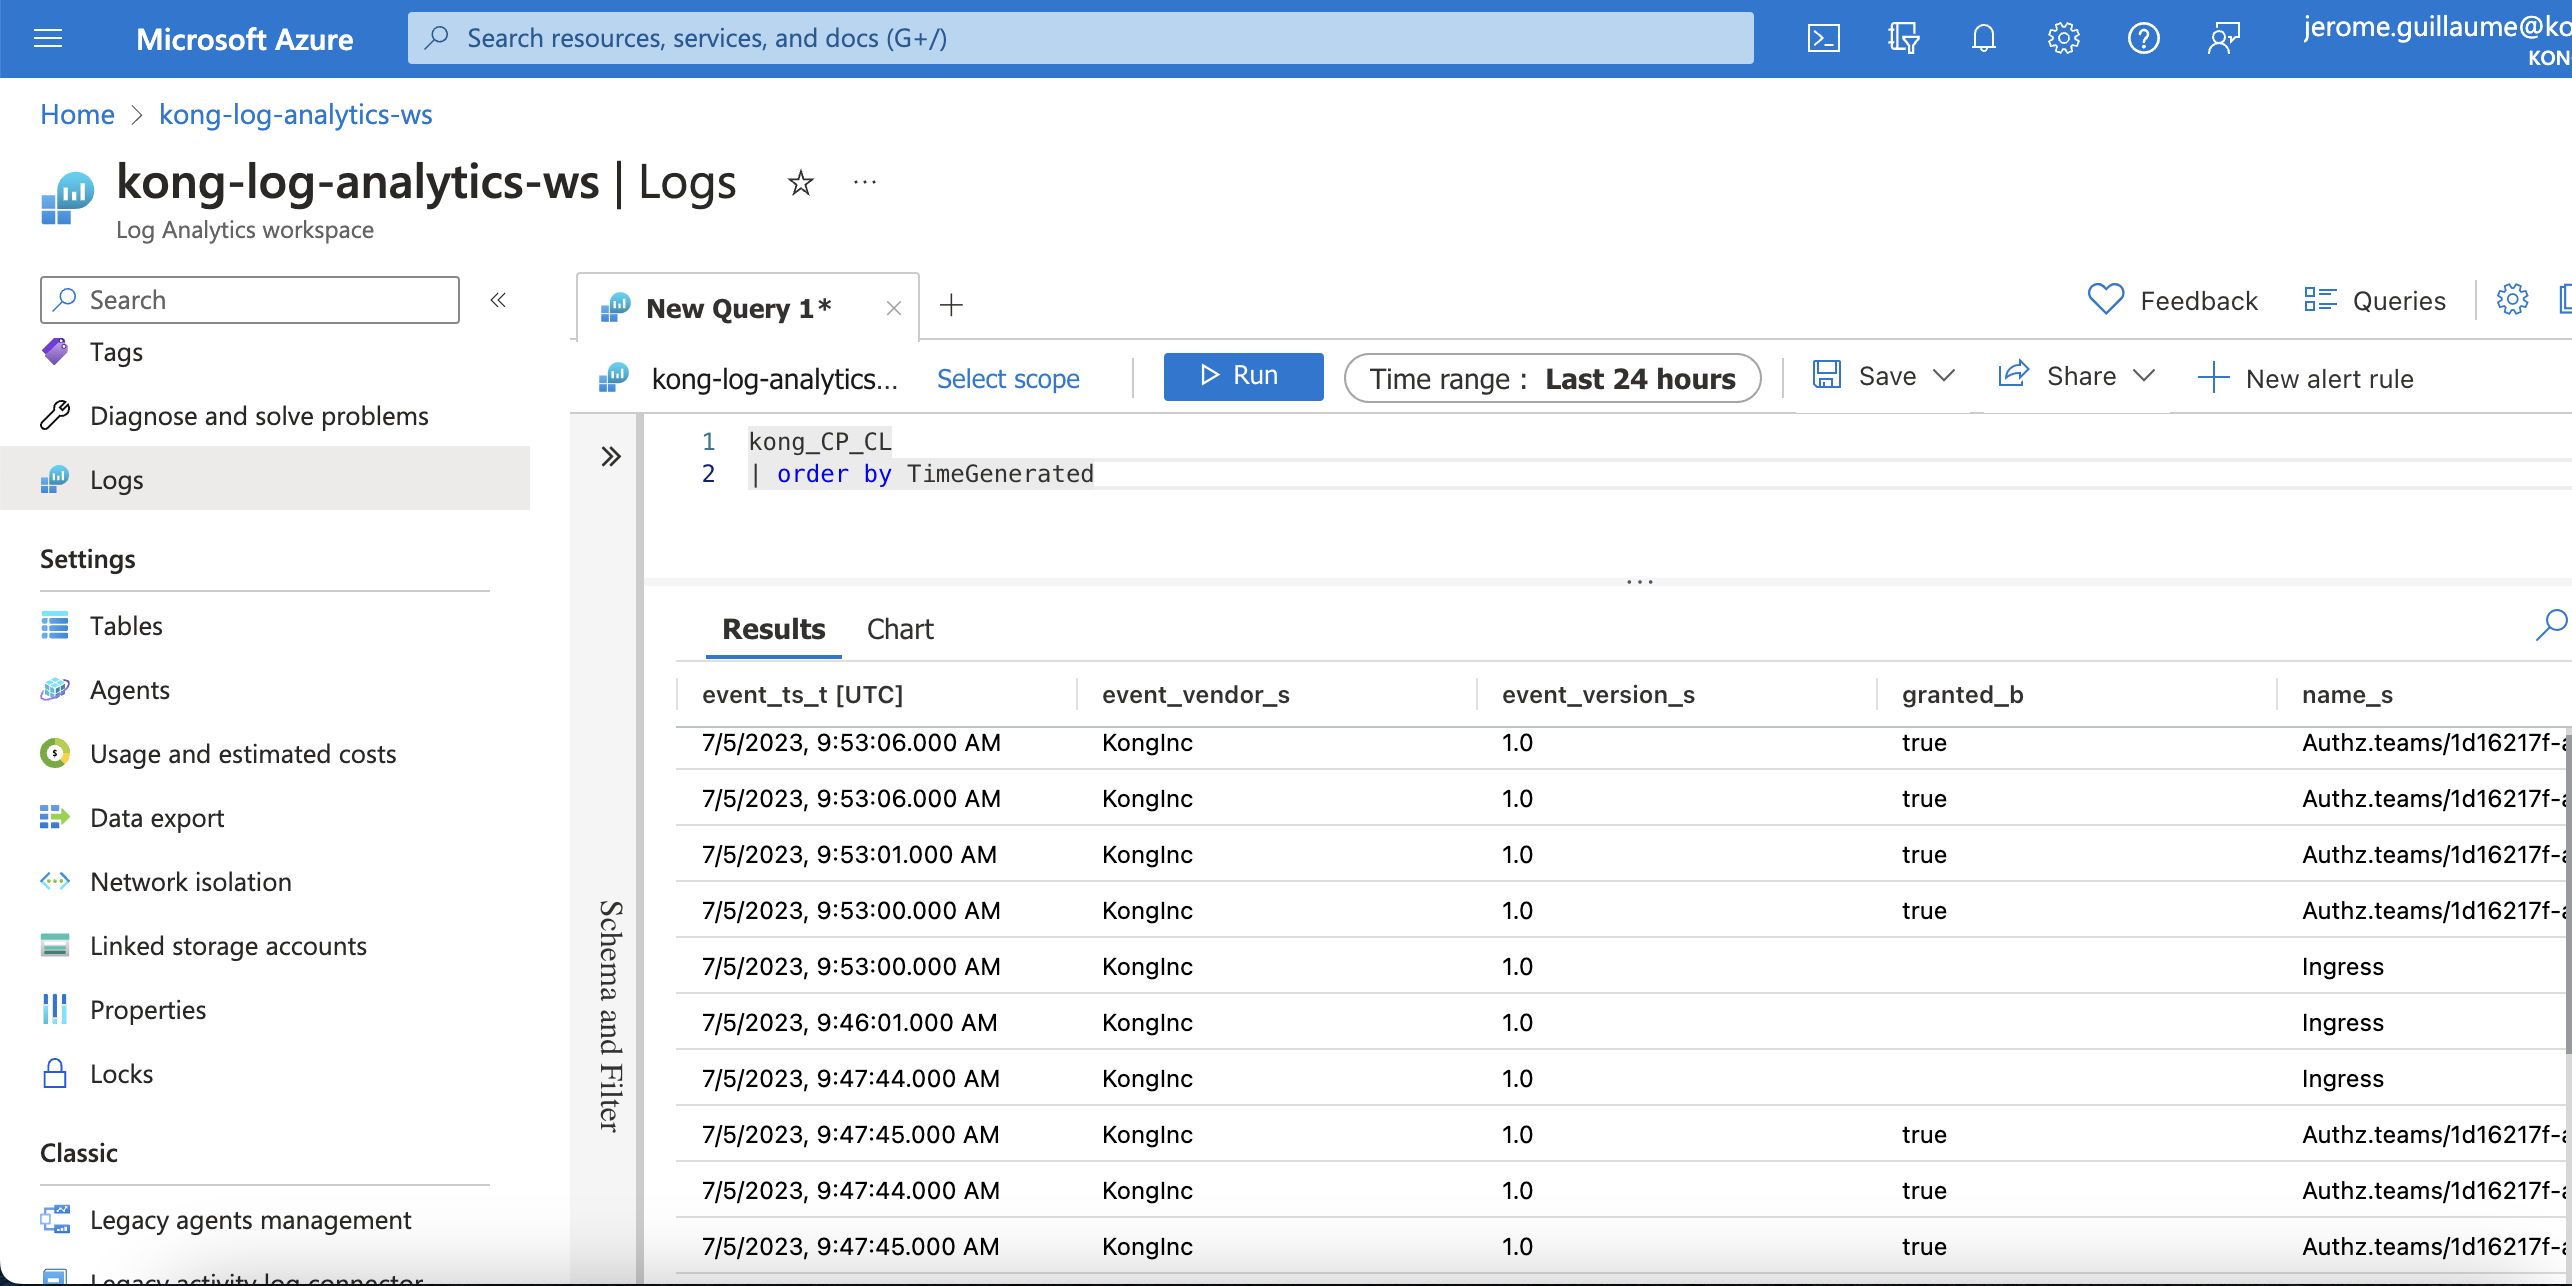 Microsoft Azure
Search resources, services, and docs (G+/)
jerome.guillaume@ko
KON
Home > kong-log-analytics-ws
kong-log-analytics-ws | Logs
Log Analytics workspace
Search
Tags
Diagnose and solve problems
Logs
Settings
Tables
Agents
Usage and estimated costs
Data export
Network isolation
Linked storage accounts
Properties
Locks
Classic
Legacy agents management
Legacy activity log connector
New Query 1*
Feedback
Queries
kong-log-analytics...
Select scope
Run
Time range : Last 24 hours
Save
Share
New alert rule
Schema and Filter
1 kong_CP_CL
2 | order by TimeGenerated
Results Chart
event_ts_t [UTC] event_vendor_s event_version_s granted_b name_s
7/5/2023, 9:53:06.000 AM KongInc 1.0 true Authz.teams/1d16217f-a
7/5/2023, 9:53:06.000 AM KongInc 1.0 true Authz.teams/1d16217f-a
7/5/2023, 9:53:01.000 AM KongInc 1.0 true Authz.teams/1d16217f-a
7/5/2023, 9:53:00.000 AM KongInc 1.0 true Authz.teams/1d16217f-a
7/5/2023, 9:53:00.000 AM KongInc 1.0 Ingress
7/5/2023, 9:46:01.000 AM KongInc 1.0 Ingress
7/5/2023, 9:47:44.000 AM KongInc 1.0 Ingress
7/5/2023, 9:47:45.000 AM KongInc 1.0 true Authz.teams/1d16217f-a
7/5/2023, 9:47:44.000 AM KongInc 1.0 true Authz.teams/1d16217f-a
7/5/2023, 9:47:45.000 AM KongInc 1.0 true Authz.teams/1d16217f-a